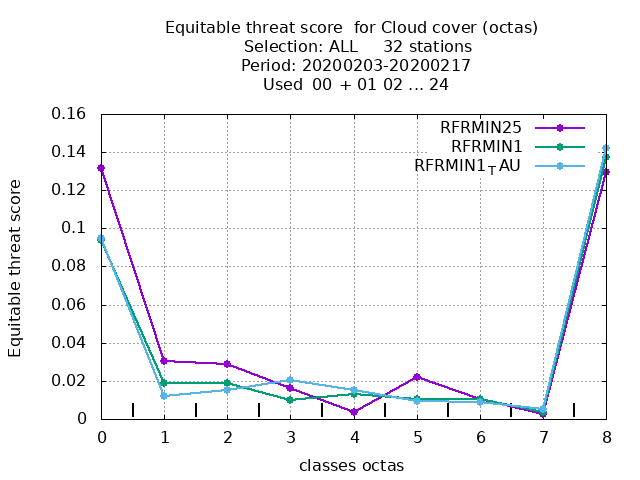 Equitable threat score  for Cloud cover (octas)
Selection: ALL     32 stations
Period: 20200203-20200217
Used  00 + 01 02 ... 24
RFRMIN25
RFRMIN1
RFRMIN1TAU
0.16
0.14
0.12
0.1
0.08
0.06
0.04
0.02
0
Equitable threat score
0 1 2 3 4 5 6 7 8
classes octas